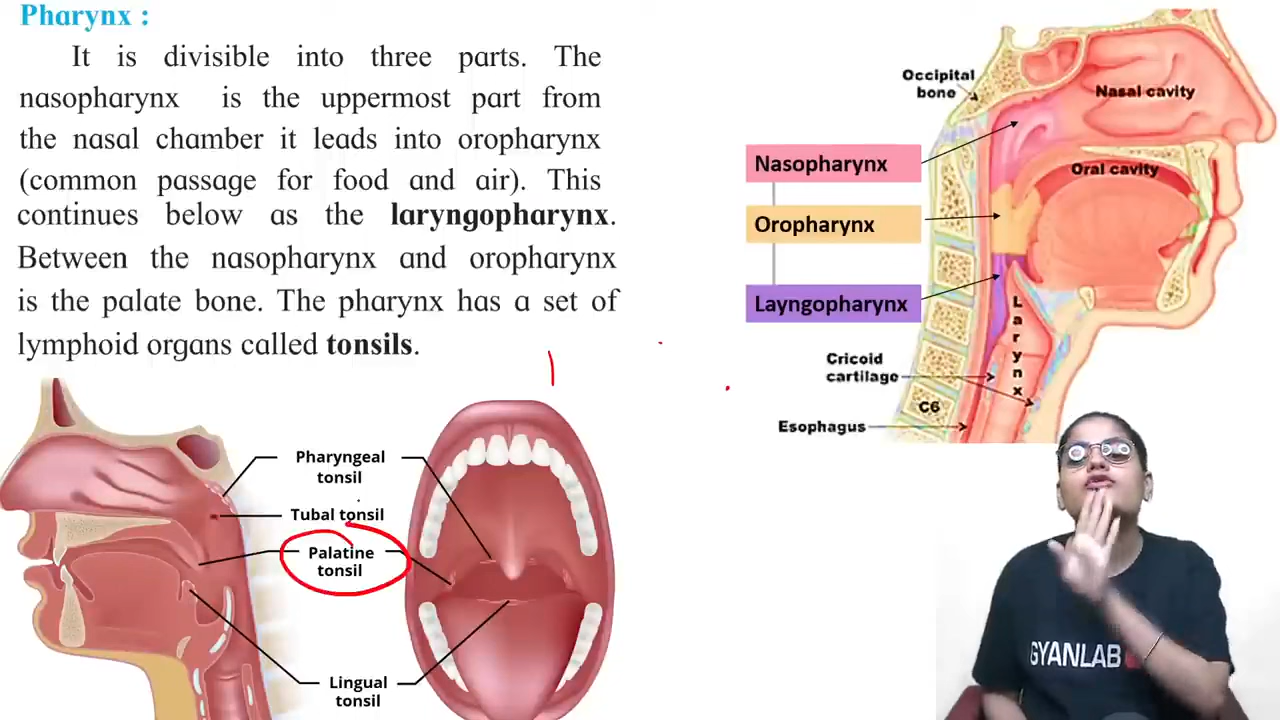 Pharynx :
It is divisible into three parts. The
nasopharynx is the uppermost part from
the nasal chamber it leads into oropharynx
(common passage for food and air). This
continues below as the laryngopharynx.
Between the nasopharynx and oropharynx
is the palate bone. The pharynx has a set of
lymphoid organs called tonsils.
Pharyngeal
tonsil
Tubal tonsil
Palatine
tonsil
Lingual
tonsil
Occipital
bone
Nasal cavity
Nasopharynx
Oral cavity
Oropharynx
Layngopharynx
Larynx
Cricoid
cartilage
C6
Esophagus
GYANLAB